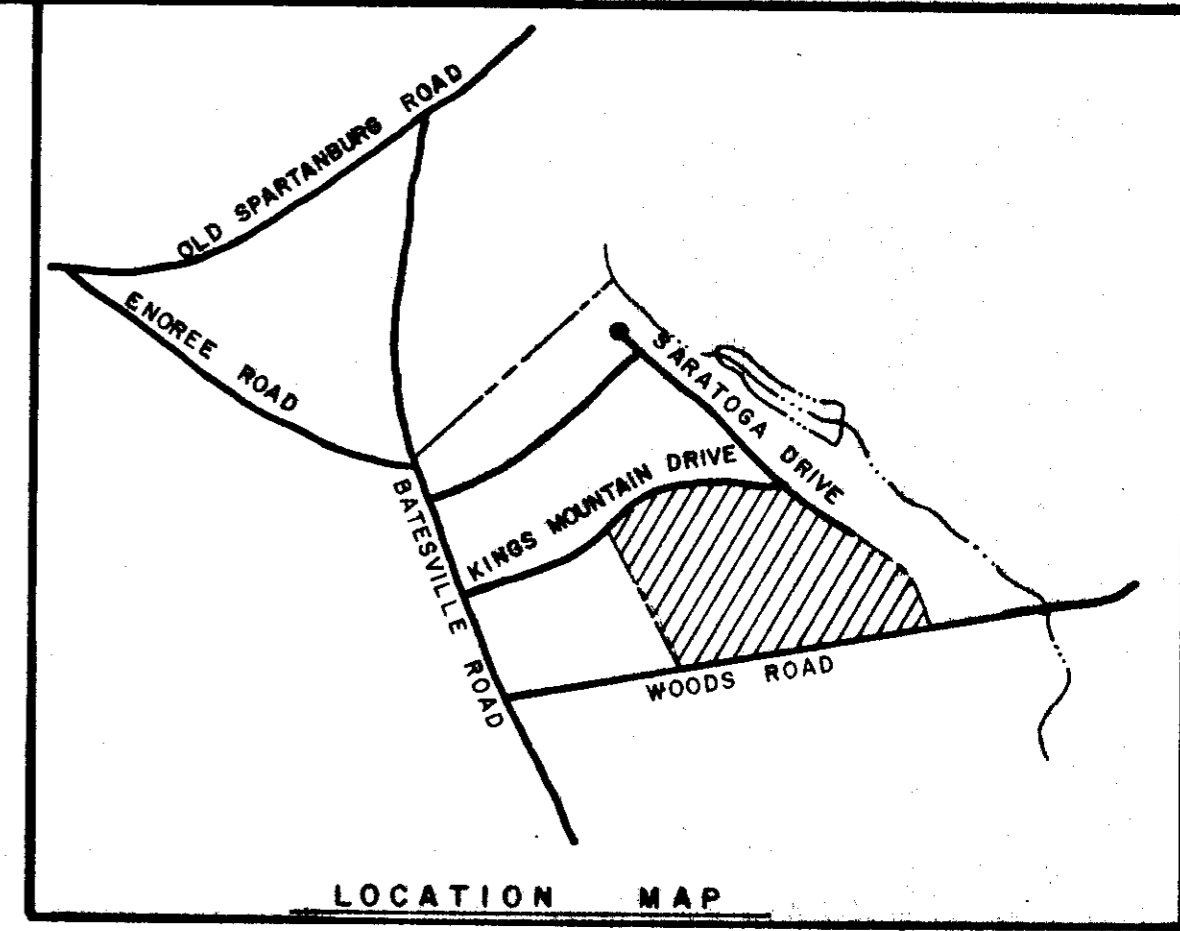 OLD SPARTANBURG ROAD
ENOREE ROAD
SARATOGA DRIVE
KINGS MOUNTAIN DRIVE
BATESVILLE ROAD
WOODS ROAD
LOCATION MAP